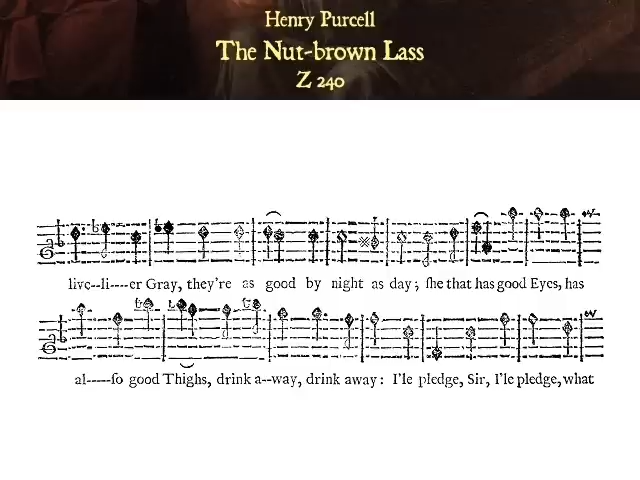 Henry Purcell
The Nut-brown Lass
Z 240
live--li----er Gray, they're as good by night as day; ſhe that has good Eyes, has
al-----ſo good Thighs, drink a--way, drink away: I'le pledge, Sir, I'le pledge, what